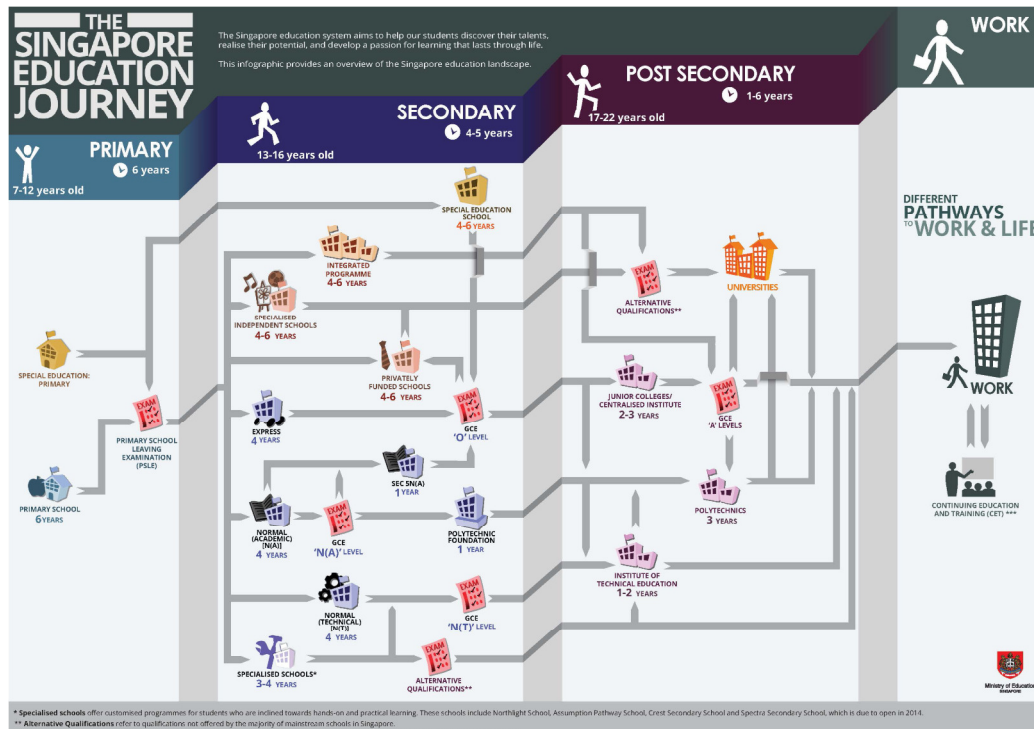 THE
SINGAPORE
EDUCATION
JOURNEY
The Singapore education system aims to help our students discover their talents,
realise their potential, and develop a passion for learning that lasts through life.
This infographic provides an overview of the Singapore education landscape.
PRIMARY
6 years
7-12 years old
SECONDARY
4-5 years
13-16 years old
POST SECONDARY
1-6 years
17-22 years old
WORK
DIFFERENT
PATHWAYS
TO WORK & LIFE
SPECIAL EDUCATION:
PRIMARY
EXAM
PRIMARY SCHOOL
LEAVING
EXAMINATION
(PSLE)
PRIMARY SCHOOL
6 YEARS
SPECIAL EDUCATION
SCHOOL
4-6 YEARS
INTEGRATED
PROGRAMME
4-6 YEARS
SPECIALISED
INDEPENDENT SCHOOLS
4-6 YEARS
PRIVATELY
FUNDED SCHOOLS
4-6 YEARS
EXPRESS
4 YEARS
EXAM
GCE
'O' LEVEL
SEC 5N(A)
1 YEAR
NORMAL
(ACADEMIC)
[N(A)]
4 YEARS
EXAM
GCE
'N(A)' LEVEL
POLYTECHNIC
FOUNDATION
1 YEAR
NORMAL
(TECHNICAL)
[N(T)]
4 YEARS
EXAM
GCE
'N(T)' LEVEL
SPECIALISED SCHOOLS*
3-4 YEARS
EXAM
ALTERNATIVE
QUALIFICATIONS**
EXAM
ALTERNATIVE
QUALIFICATIONS**
UNIVERSITIES
JUNIOR COLLEGES/
CENTRALISED INSTITUTE
2-3 YEARS
EXAM
GCE
'A' LEVELS
POLYTECHNICS
3 YEARS
INSTITUTE OF
TECHNICAL EDUCATION
1-2 YEARS
WORK
CONTINUING EDUCATION
AND TRAINING (CET) ***
Ministry of Education
SINGAPORE
* Specialised schools offer customised programmes for students who are inclined towards hands-on and practical learning. These schools include Northlight School, Assumption Pathway School, Crest Secondary School and Spectra Secondary School, which is due to open in 2014.
** Alternative Qualifications refer to qualifications not offered by the majority of mainstream schools in Singapore.